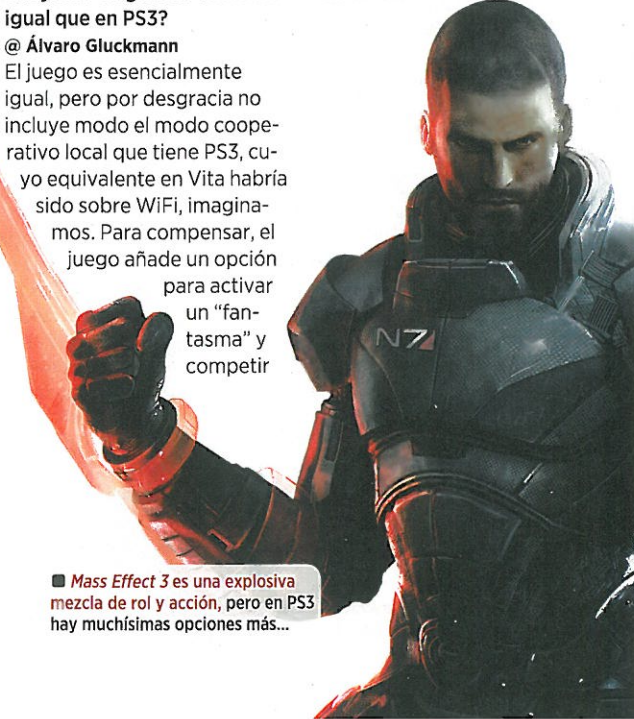 igual que en PS3?
@ Álvaro Gluckmann
El juego es esencialmente
igual, pero por desgracia no
incluye modo el modo coope-
rativo local que tiene PS3, cu-
yo equivalente en Vita habría
sido sobre WiFi, imagina-
mos. Para compensar, el
juego añade un opción
para activar
un "fan-
tasma" y
competir
N7
Mass Effect 3 es una explosiva
mezcla de rol y acción, pero en PS3
hay muchísimas opciones más...